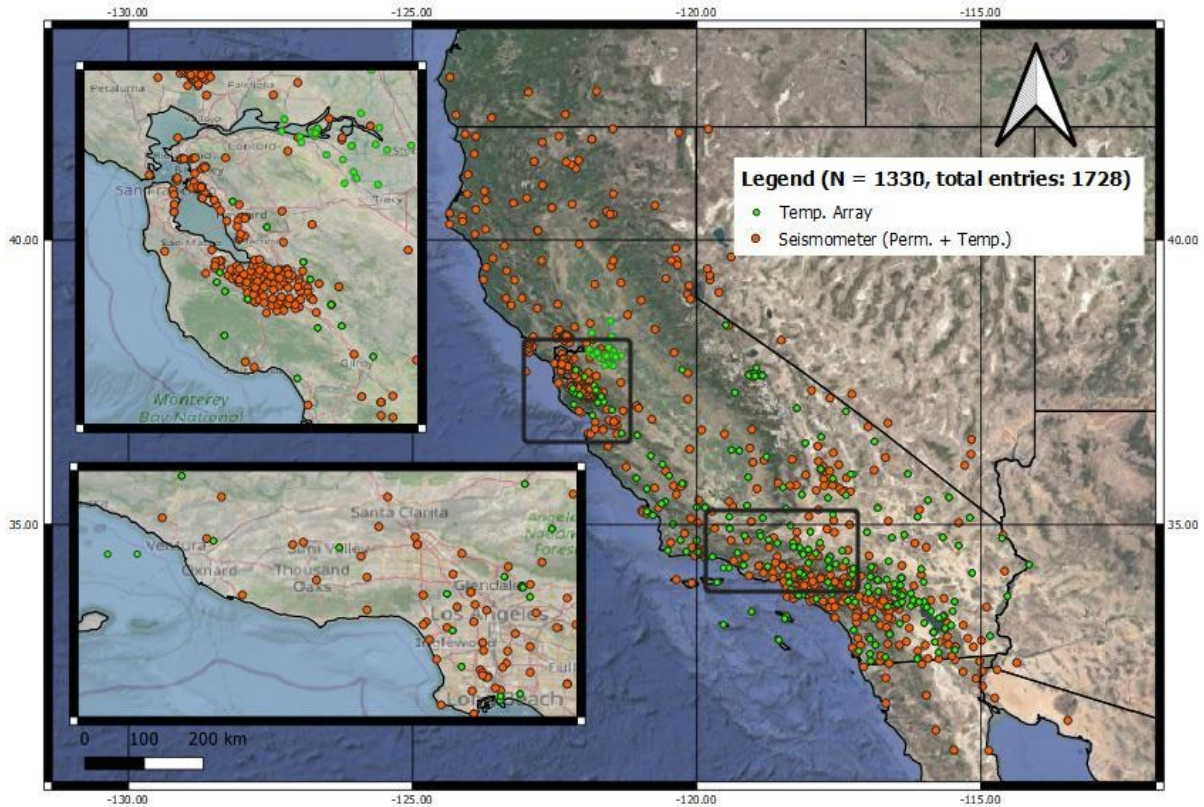 -130.00 -125.00 -120.00 -115.00
Petaluma
Fairfield
Vallejo
Concord
San Fra
Tracy
San Mateo
Gilroy
Monterey
Bay National
Legend (N = 1330, total entries: 1728)
Temp. Array
Seismometer (Perm. + Temp.)
40.00 40.00
35.00 35.00
Santa Clarita
Angeles
National
Forest
Ventura
Simi Valley
Oxnard
Thousand
Oaks
Glendale
Los Angeles
Inglewood
Full
Long Beach
0 100 200 km
-130.00 -125.00 -120.00 -115.00